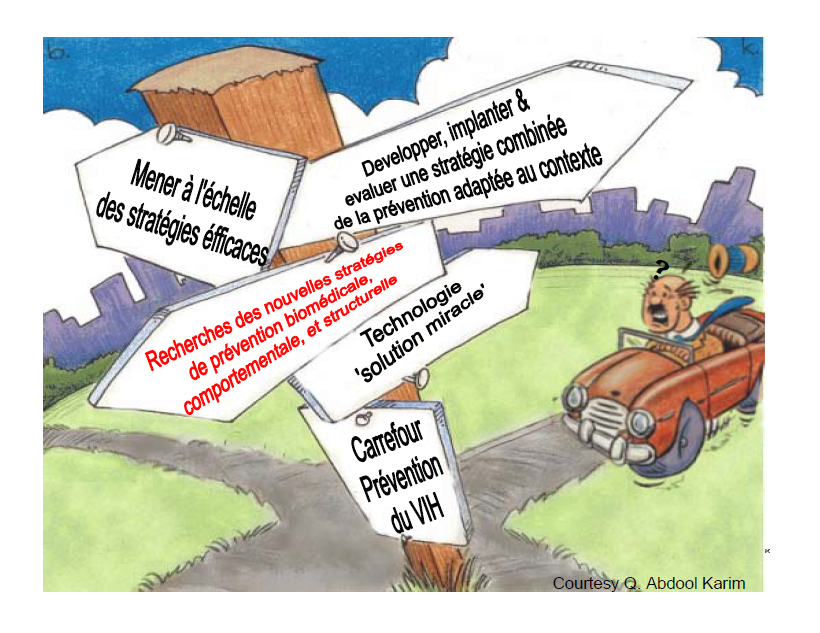 b.
k.
Mener à l'échelle
des stratégies éfficaces
Developper, implanter &
evaluer une stratégie combinée
de la prévention adaptée au contexte
Recherches des nouvelles stratégies
de prévention biomédicale,
comportementale, et structurelle
Technologie
'solution miracle'
?
Carrefour
Prévention
du VIH
Courtesy Q. Abdool Karim